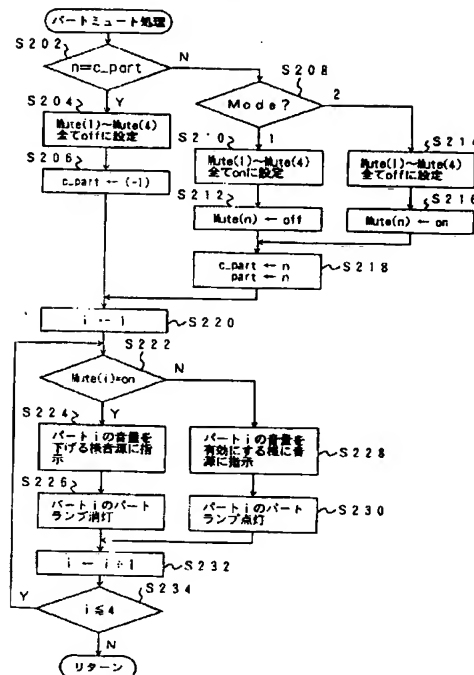 パートミュート処理
S202
n=c_part
N
Y
S208
Mode?
1
2
S204
Mute(1)~Mute(4)
全てoffに設定
S206
c_part ← (-1)
S210
Mute(1)~Mute(4)
全てonに設定
S212
Mute(n) ← off
S214
Mute(1)~Mute(4)
全てoffに設定
S216
Mute(n) ← on
c_part ← n
part ← n
S218
i ← 1
S220
S222
Mute(i)=on
N
Y
S224
パートiの音量を
下げる様音源に指
示
S226
パートiのパート
ランプ消灯
パートiの音量を
有効にする様に音
源に指示
S228
パートiのパート
ランプ点灯
S230
i ← i+1
S232
S234
i≦4
Y
N
リターン